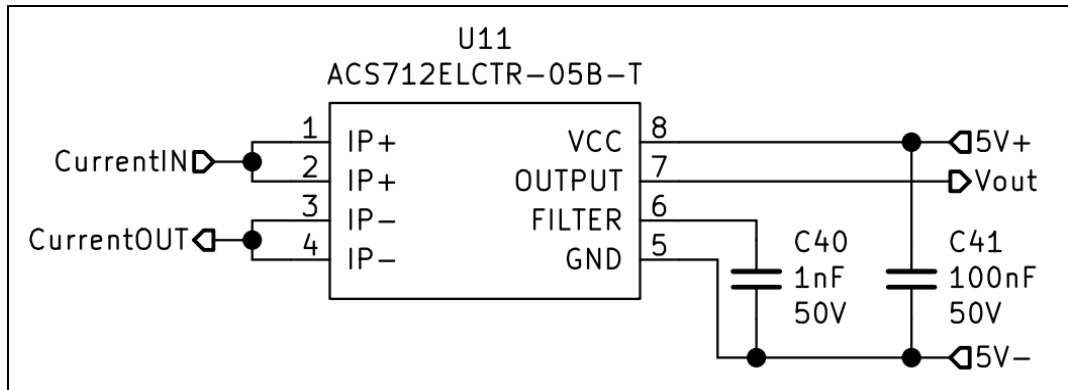 U11
ACS712ELCTR-05B-T
1 IP+ VCC 8 5V+
CurrentIN
2 IP+ OUTPUT 7 Vout
3 IP- FILTER 6
CurrentOUT
4 IP- GND 5
C40 C41
1nF 100nF
50V 50V
5V-